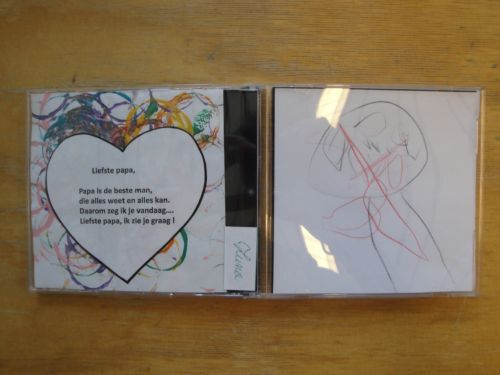 Liefste papa,
Papa is de beste man,
die alles weet en alles kan.
Daarom zeg ik je vandaag....
Liefste papa, ik zie je graag !